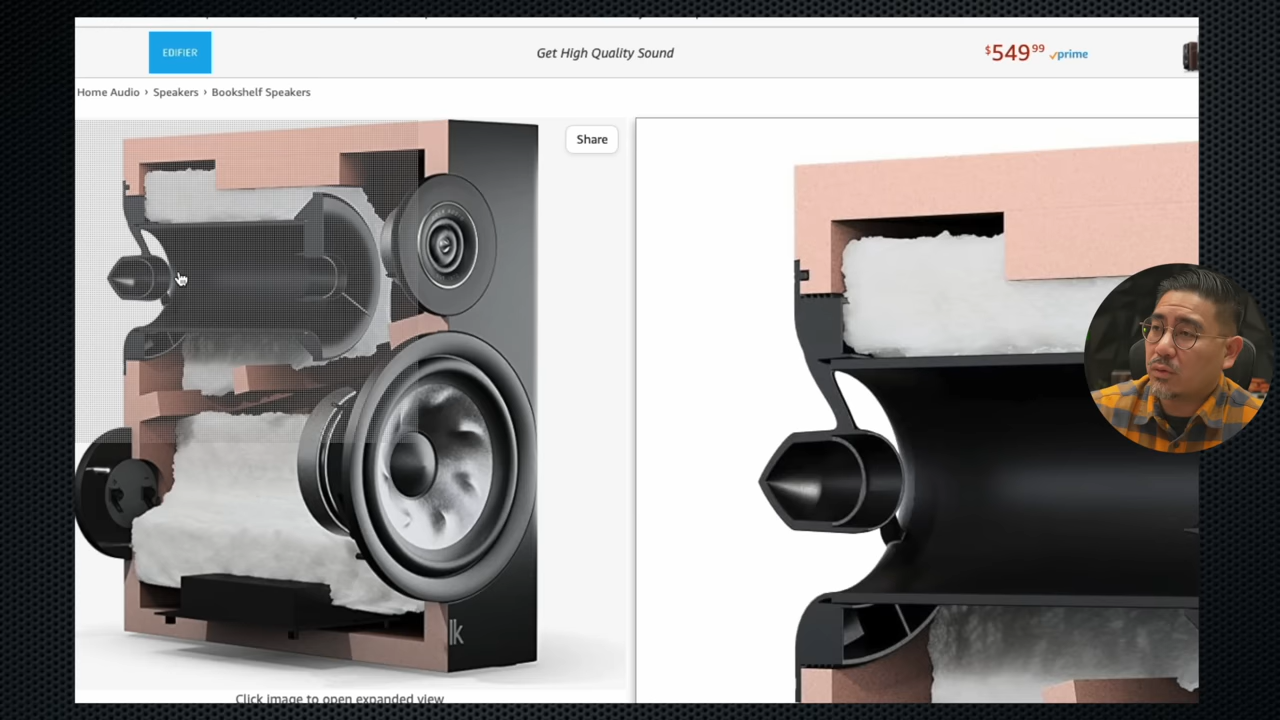 EDIFIER
Get High Quality Sound
$549 99 prime
Home Audio › Speakers › Bookshelf Speakers
Share
lk
Click image to open expanded view